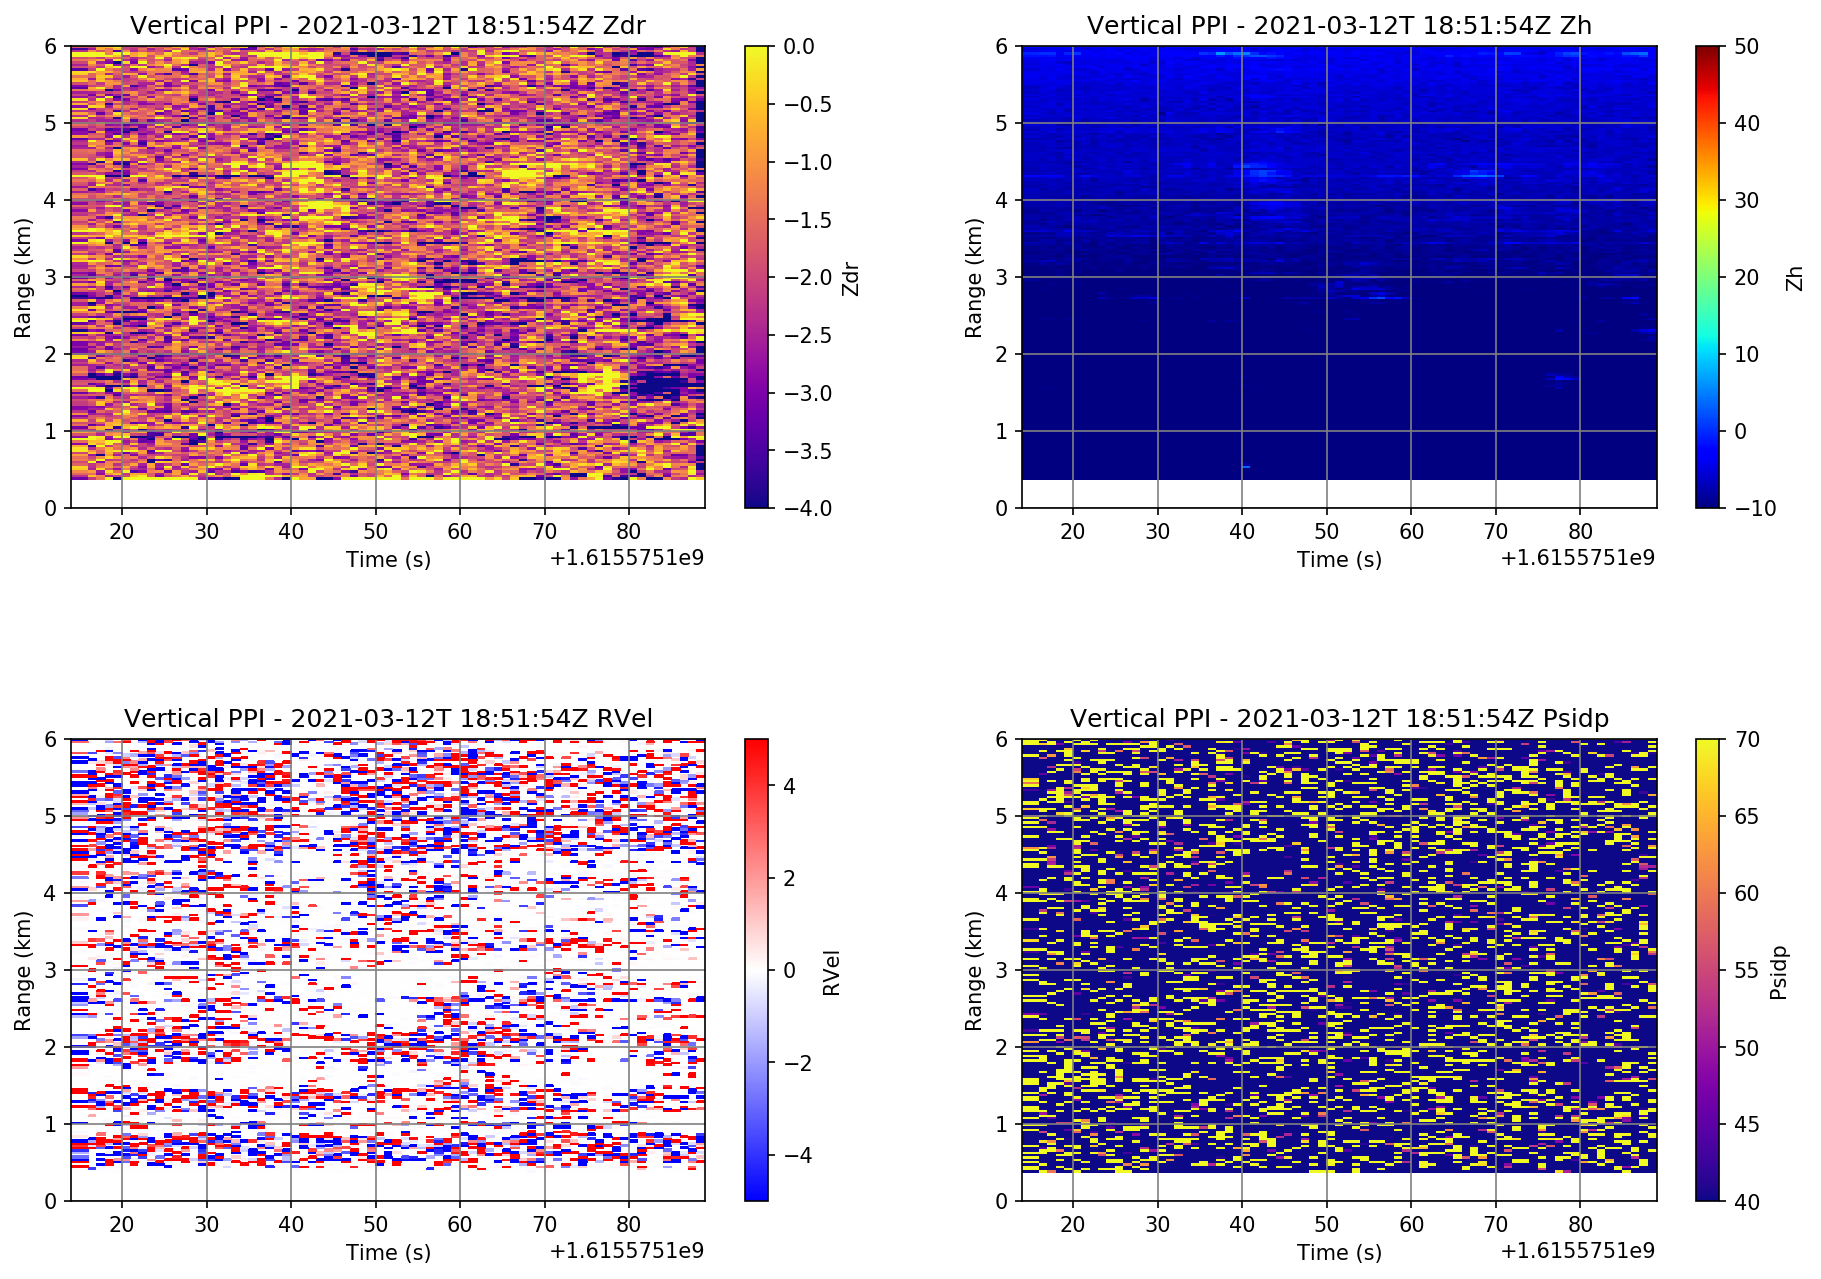 Vertical PPI - 2021-03-12T 18:51:54Z Zdr
6
5
4
3
2
1
0
Range (km)
20 30 40 50 60 70 80
Time (s)
+1.6155751e9
0.0
−0.5
−1.0
−1.5
−2.0
−2.5
−3.0
−3.5
−4.0
Zdr
Vertical PPI - 2021-03-12T 18:51:54Z Zh
6
5
4
3
2
1
0
Range (km)
20 30 40 50 60 70 80
Time (s)
+1.6155751e9
50
40
30
20
10
0
−10
Zh
Vertical PPI - 2021-03-12T 18:51:54Z RVel
6
5
4
3
2
1
0
Range (km)
20 30 40 50 60 70 80
Time (s)
+1.6155751e9
4
2
0
−2
−4
RVel
Vertical PPI - 2021-03-12T 18:51:54Z Psidp
6
5
4
3
2
1
0
Range (km)
20 30 40 50 60 70 80
Time (s)
+1.6155751e9
70
65
60
55
50
45
40
Psidp